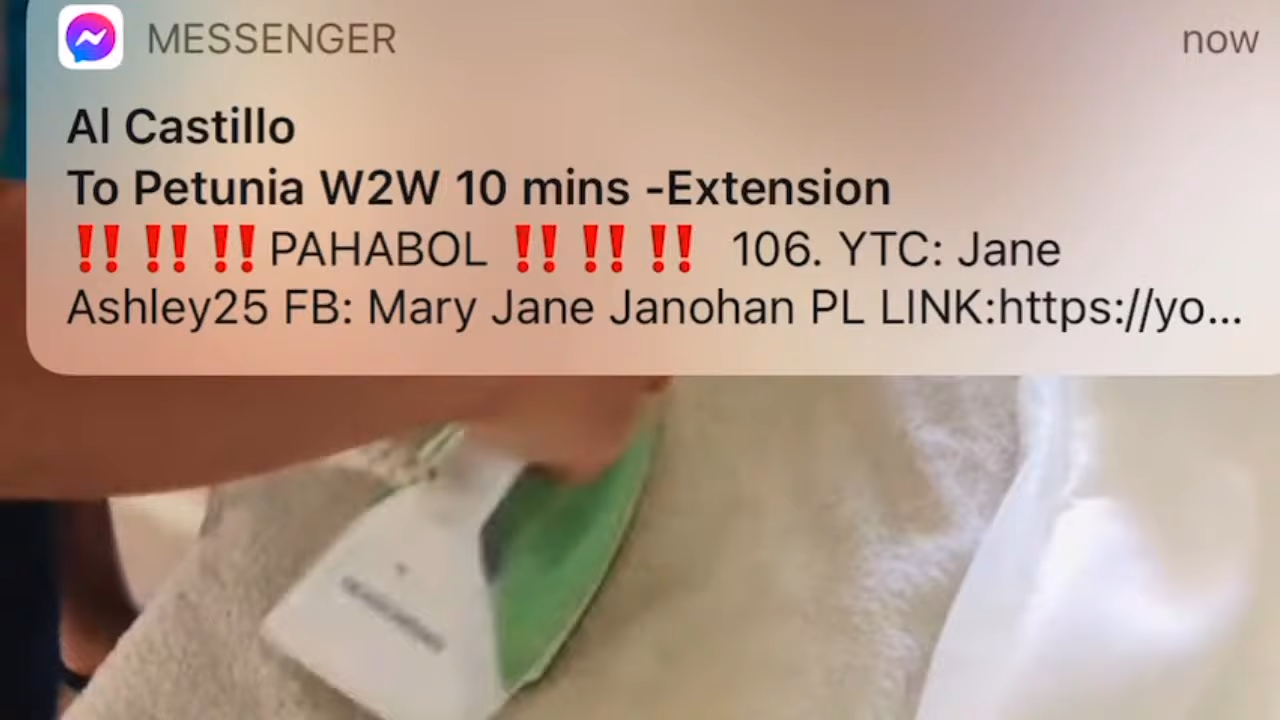 MESSENGER
now
Al Castillo
To Petunia W2W 10 mins -Extension
‼️‼️‼️PAHABOL ‼️‼️‼️ 106. YTC: Jane
Ashley25 FB: Mary Jane Janohan PL LINK:https://yo...